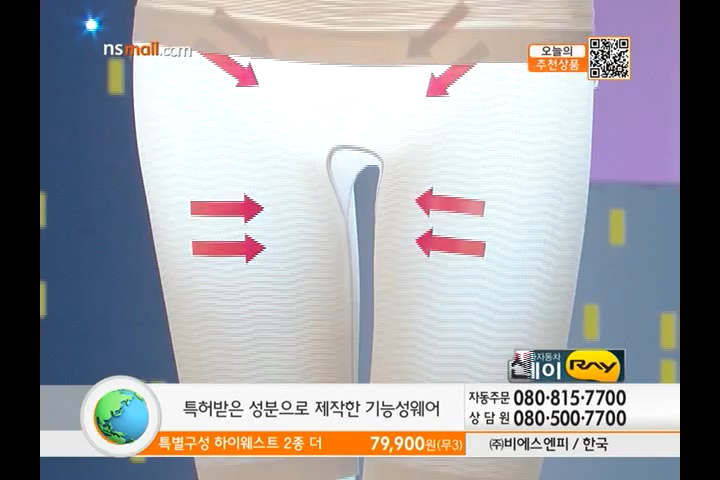 nsmall.com
오늘의
추천상품
RAY
특허받은 성분으로 제작한 기능성웨어
자동주문 080·815·7700
상 담 원 080·500·7700
특별구성 하이웨스트 2종 더 79,900원(무3)
㈜비에스엔피 / 한국